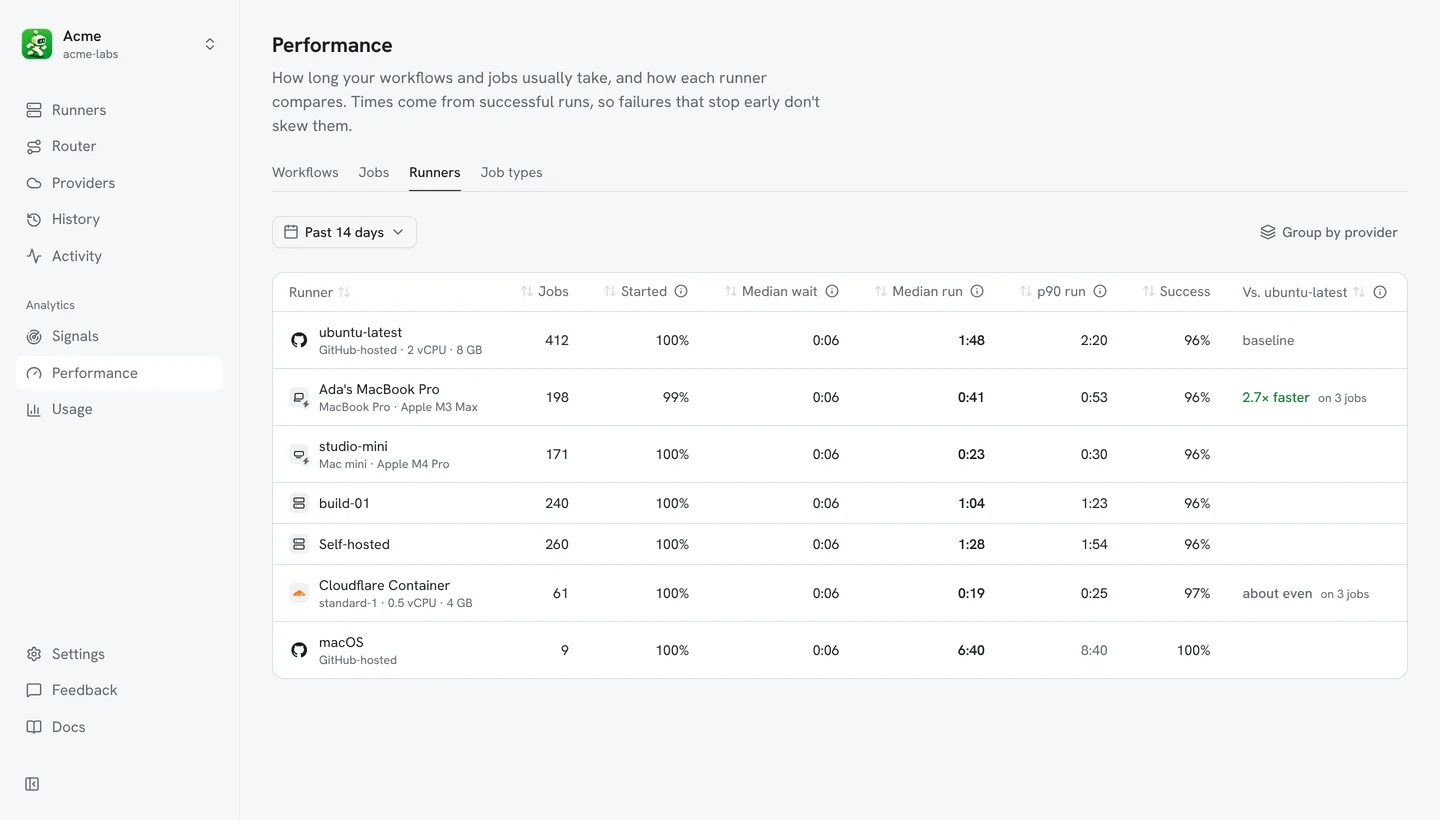 Acme
acme-labs
Runners
Router
Providers
History
Activity
Analytics
Signals
Performance
Usage
Settings
Feedback
Docs
Performance
How long your workflows and jobs usually take, and how each runner
compares. Times come from successful runs, so failures that stop early don't
skew them.
Workflows Jobs Runners Job types
Past 14 days Group by provider
Runner Jobs Started Median wait Median run p90 run Success Vs. ubuntu-latest
ubuntu-latest
GitHub-hosted · 2 vCPU · 8 GB
412 100% 0:06 1:48 2:20 96% baseline
Ada's MacBook Pro
MacBook Pro · Apple M3 Max
198 99% 0:06 0:41 0:53 96% 2.7× faster on 3 jobs
studio-mini
Mac mini · Apple M4 Pro
171 100% 0:06 0:23 0:30 96%
build-01 240 100% 0:06 1:04 1:23 96%
Self-hosted 260 100% 0:06 1:28 1:54 96%
Cloudflare Container
standard-1 · 0.5 vCPU · 4 GB
61 100% 0:06 0:19 0:25 97% about even on 3 jobs
macOS
GitHub-hosted
9 100% 0:06 6:40 8:40 100%